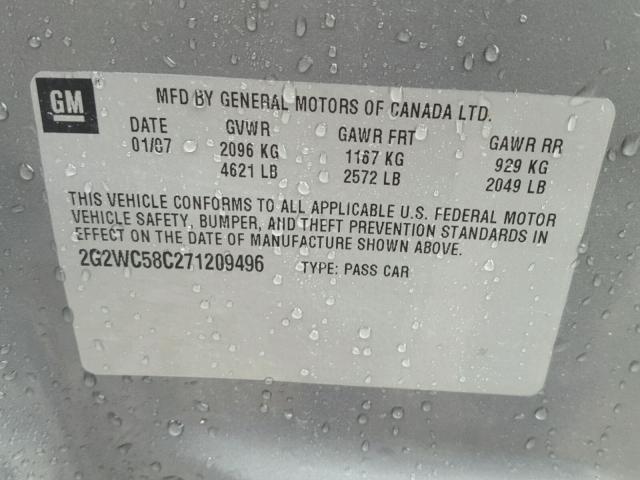 GM
MFD BY GENERAL MOTORS OF CANADA LTD.
DATE GVWR GAWR FRT GAWR RR
01/07 2096 KG 1167 KG 929 KG
4621 LB 2572 LB 2049 LB
THIS VEHICLE CONFORMS TO ALL APPLICABLE U.S. FEDERAL MOTOR
VEHICLE SAFETY, BUMPER, AND THEFT PREVENTION STANDARDS IN
EFFECT ON THE DATE OF MANUFACTURE SHOWN ABOVE.
2G2WC58C271209496 TYPE: PASS CAR